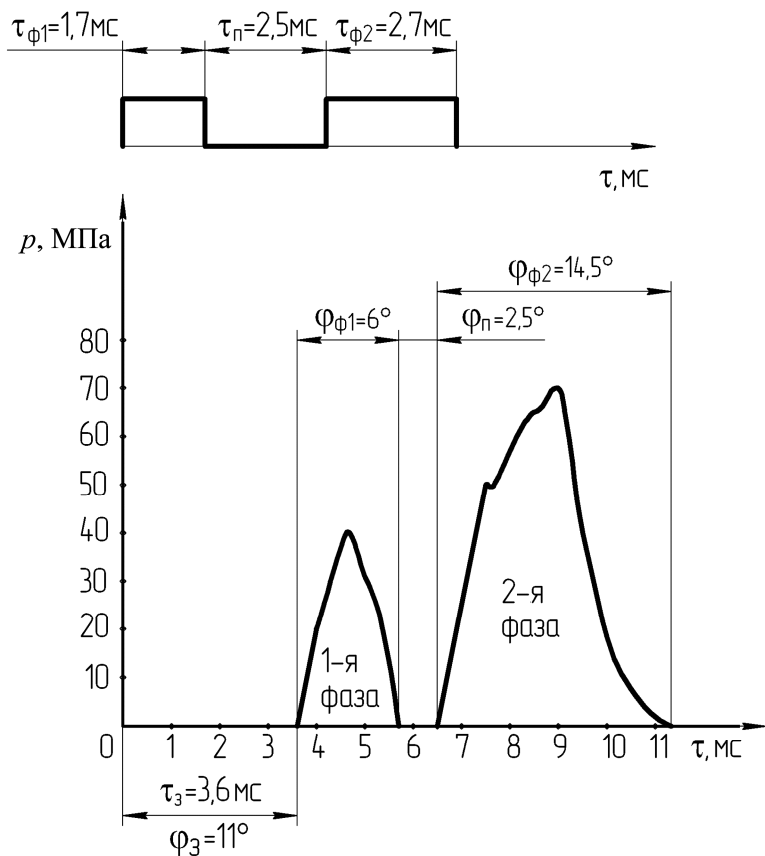 τф1=1,7мс τп=2,5мс τф2=2,7мс
τ,мс
p, МПа
φф2=14,5°
φф1=6° φп=2,5°
80
70
60
50
40
30
20
10
2-я
фаза
1-я
фаза
0 1 2 3 4 5 6 7 8 9 10 11 τ,мс
τз=3,6мс
φз=11°